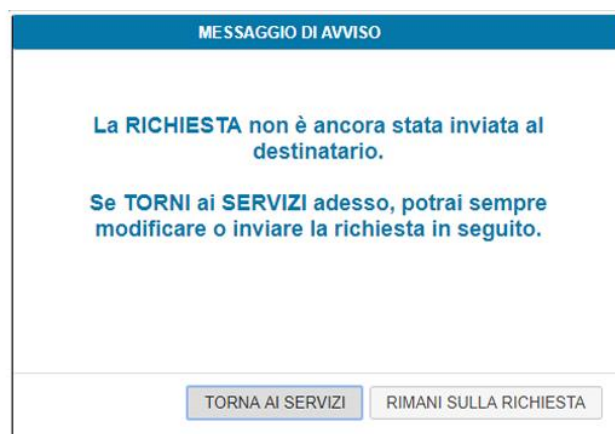 MESSAGGIO DI AVVISO
La RICHIESTA non è ancora stata inviata al
destinatario.
Se TORNI ai SERVIZI adesso, potrai sempre
modificare o inviare la richiesta in seguito.
TORNA AI SERVIZI
RIMANI SULLA RICHIESTA